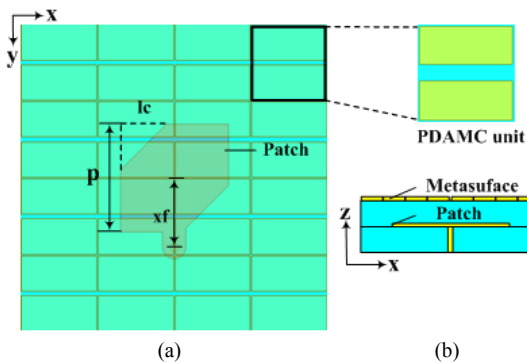 x
y
lc
Patch
p
xf
PDAMC unit
Metasuface
z
Patch
x
(a)
(b)